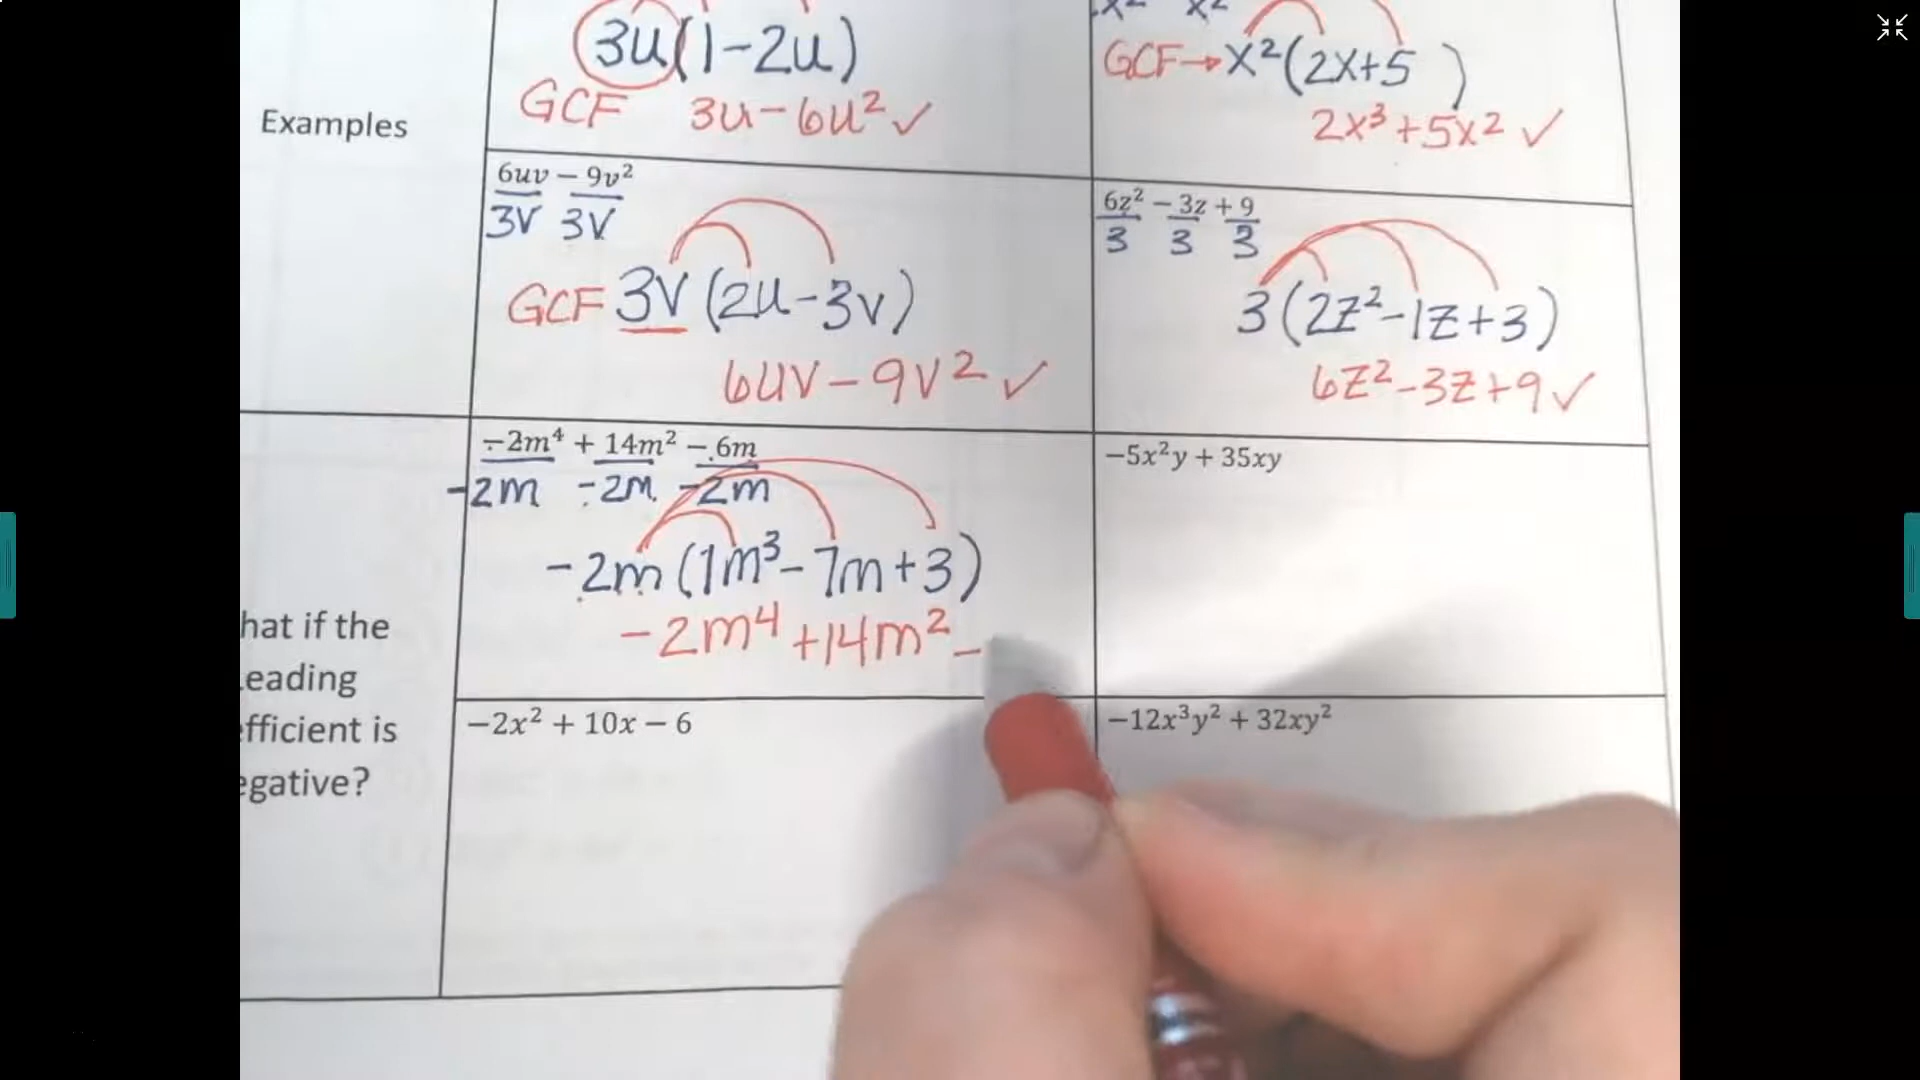 3u(1-2u)
GCF 3u-6u² ✓
x² x²
GCF→x²(2x+5 )
2x³+5x² ✓
Examples
6uv − 9v²
3v 3v
GCF 3v(2u-3v)
6uv-9v² ✓
6z² − 3z + 9
3 3 3
3(2z²-1z+3)
6z²-3z+9 ✓
hat if the
eading
efficient is
egative?
−2m⁴ + 14m² − 6m
-2m -2m -2m
-2m(1m³-7m+3)
-2m⁴+14m²-
−5x²y + 35xy
−2x² + 10x − 6
−12x³y² + 32xy²